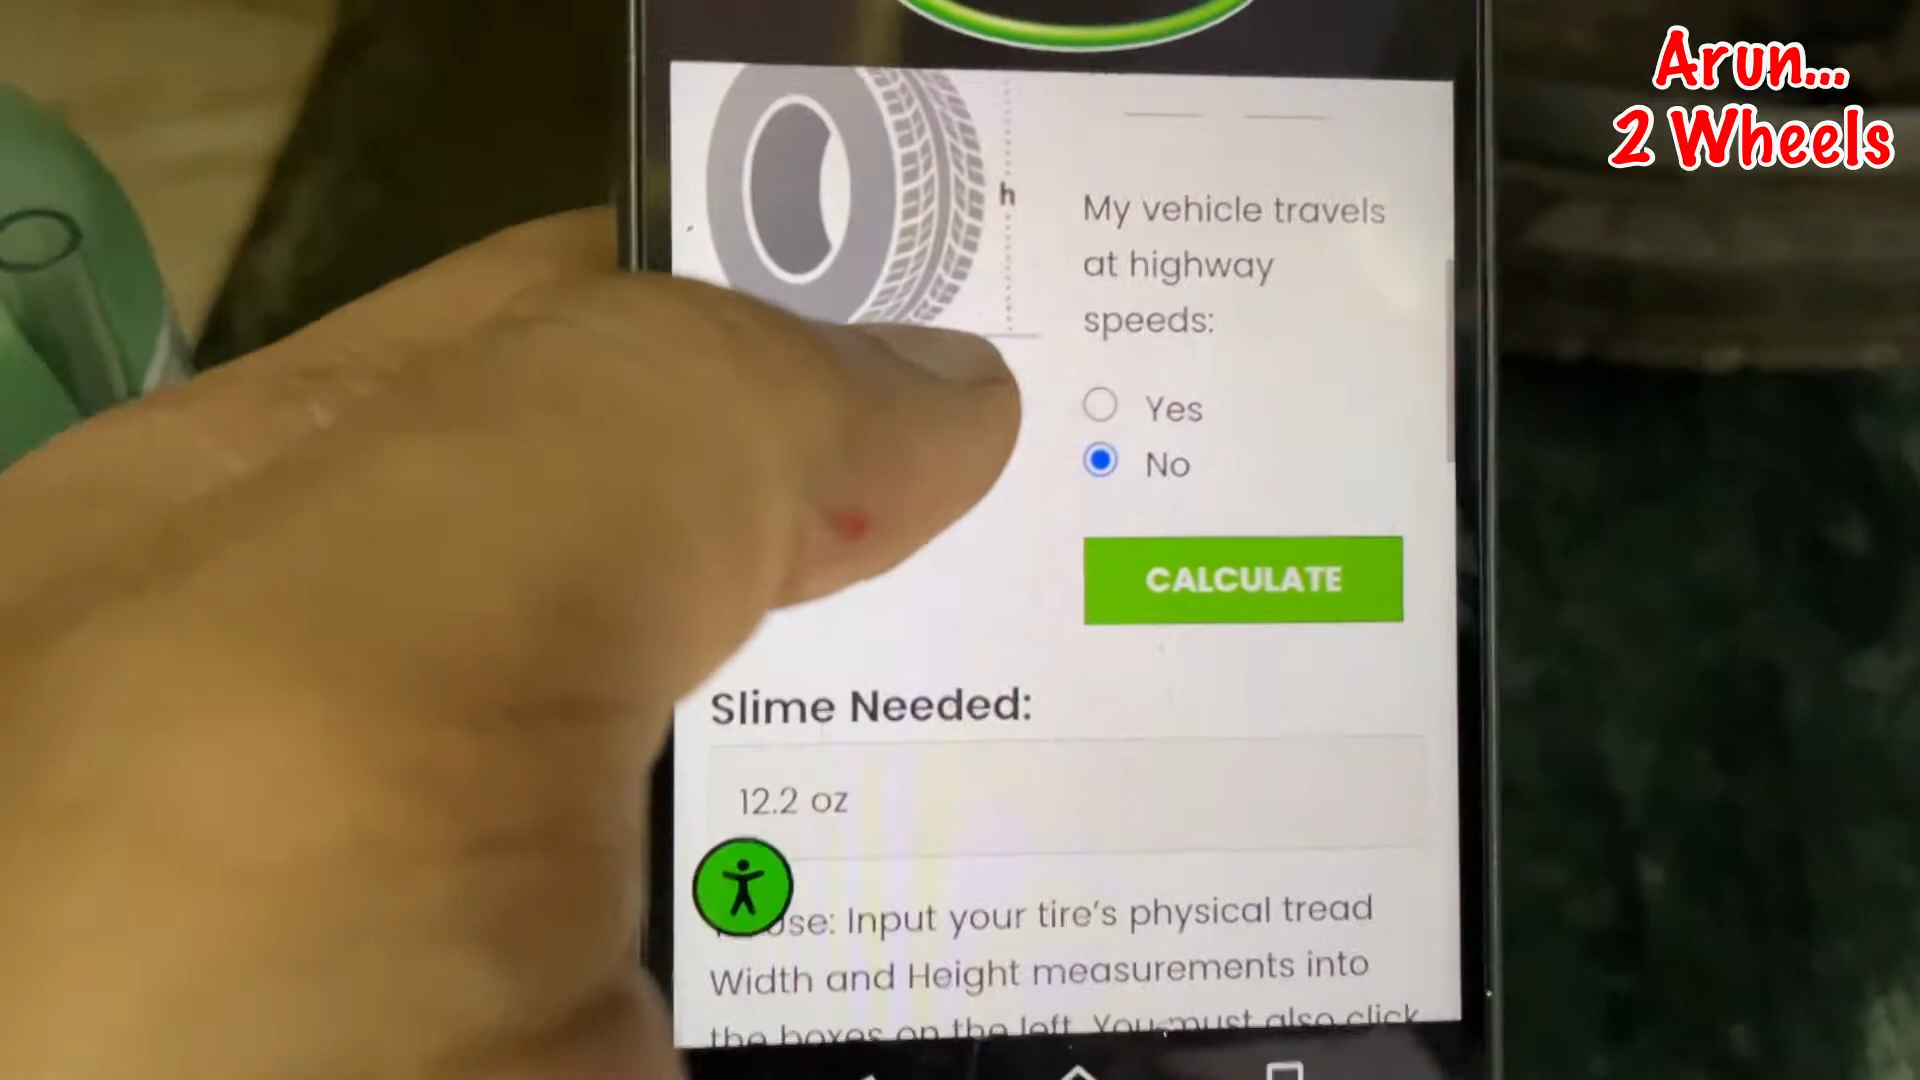 Arun...
2 Wheels
h
My vehicle travels
at highway
speeds:
Yes
No
CALCULATE
Slime Needed:
12.2 oz
Use: Input your tire's physical tread
Width and Height measurements into
the boxes on the left. You must also click